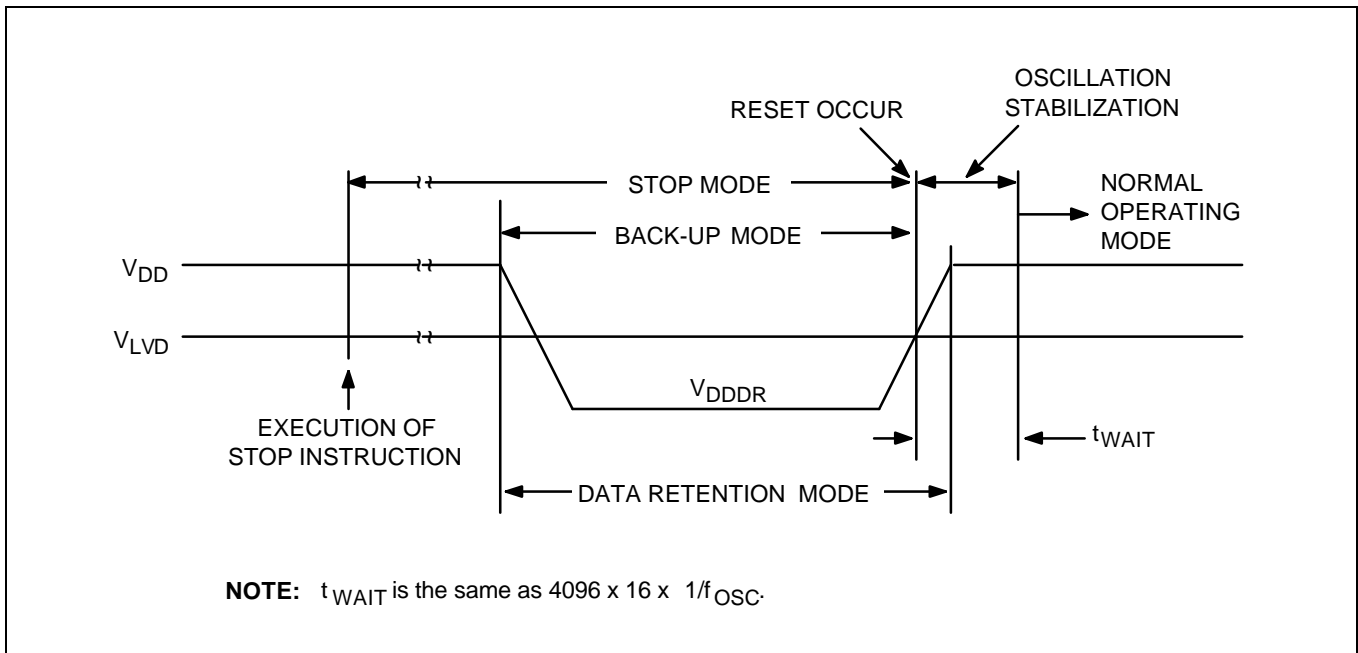 OSCILLATION
STABILIZATION
RESET OCCUR
STOP MODE
NORMAL
OPERATING
MODE
BACK-UP MODE
VDD
VLVD
VDDDR
EXECUTION OF
STOP INSTRUCTION
tWAIT
DATA RETENTION MODE
NOTE: tWAIT is the same as 4096 x 16 x 1/fOSC.